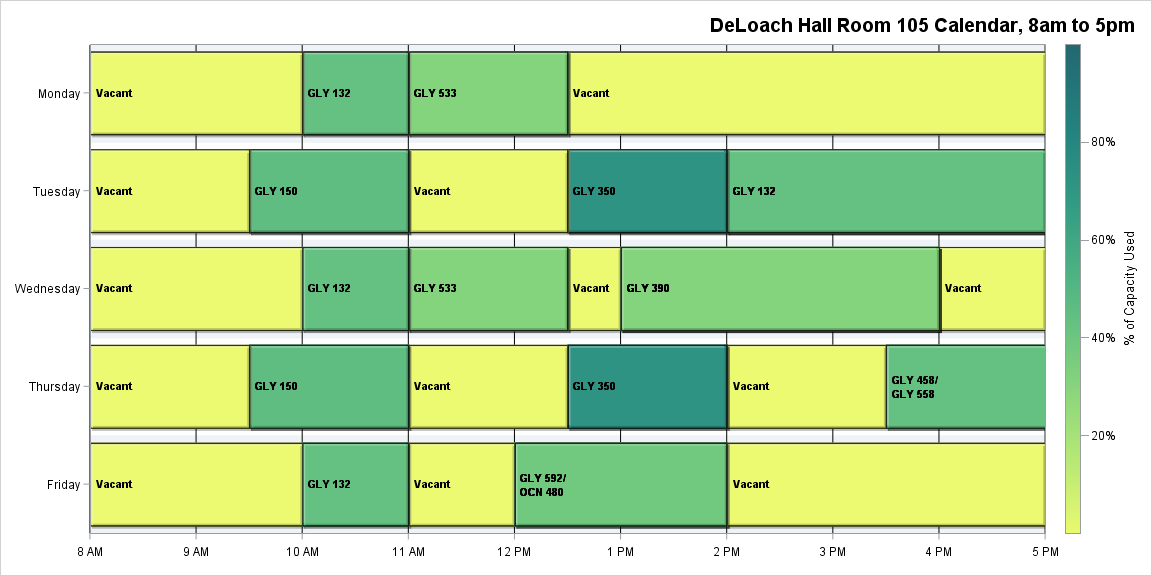 DeLoach Hall Room 105 Calendar, 8am to 5pm
Monday
Vacant
GLY 132
GLY 533
Vacant
Tuesday
Vacant
GLY 150
Vacant
GLY 350
GLY 132
Wednesday
Vacant
GLY 132
GLY 533
Vacant
GLY 390
Vacant
Thursday
Vacant
GLY 150
Vacant
GLY 350
Vacant
GLY 458/
GLY 558
Friday
Vacant
GLY 132
Vacant
GLY 592/
OCN 480
Vacant
8 AM
9 AM
10 AM
11 AM
12 PM
1 PM
2 PM
3 PM
4 PM
5 PM
80%
60%
40%
20%
% of Capacity Used